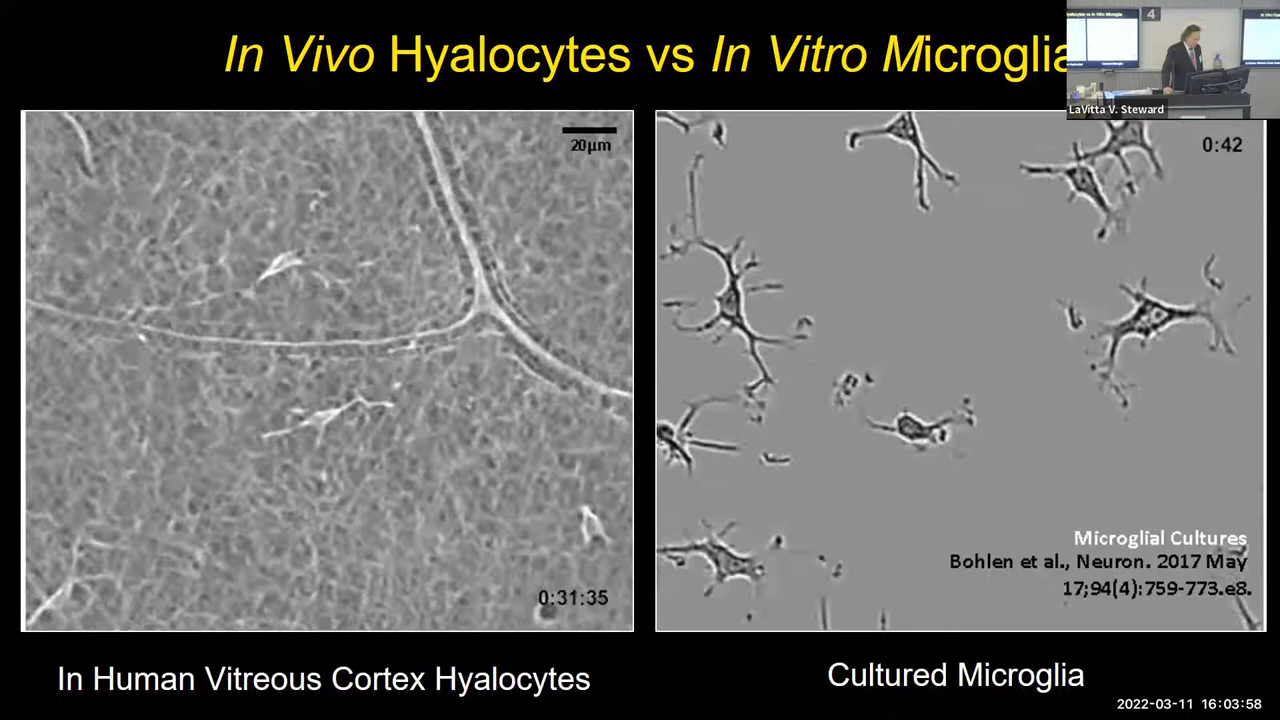 In Vivo Hyalocytes vs In Vitro Microglia
4
LaVitta V. Steward
20µm
0:42
0:31:35
Microglial Cultures
Bohlen et al., Neuron. 2017 May
17;94(4):759-773.e8.
In Human Vitreous Cortex Hyalocytes
Cultured Microglia
2022-03-11 16:03:58